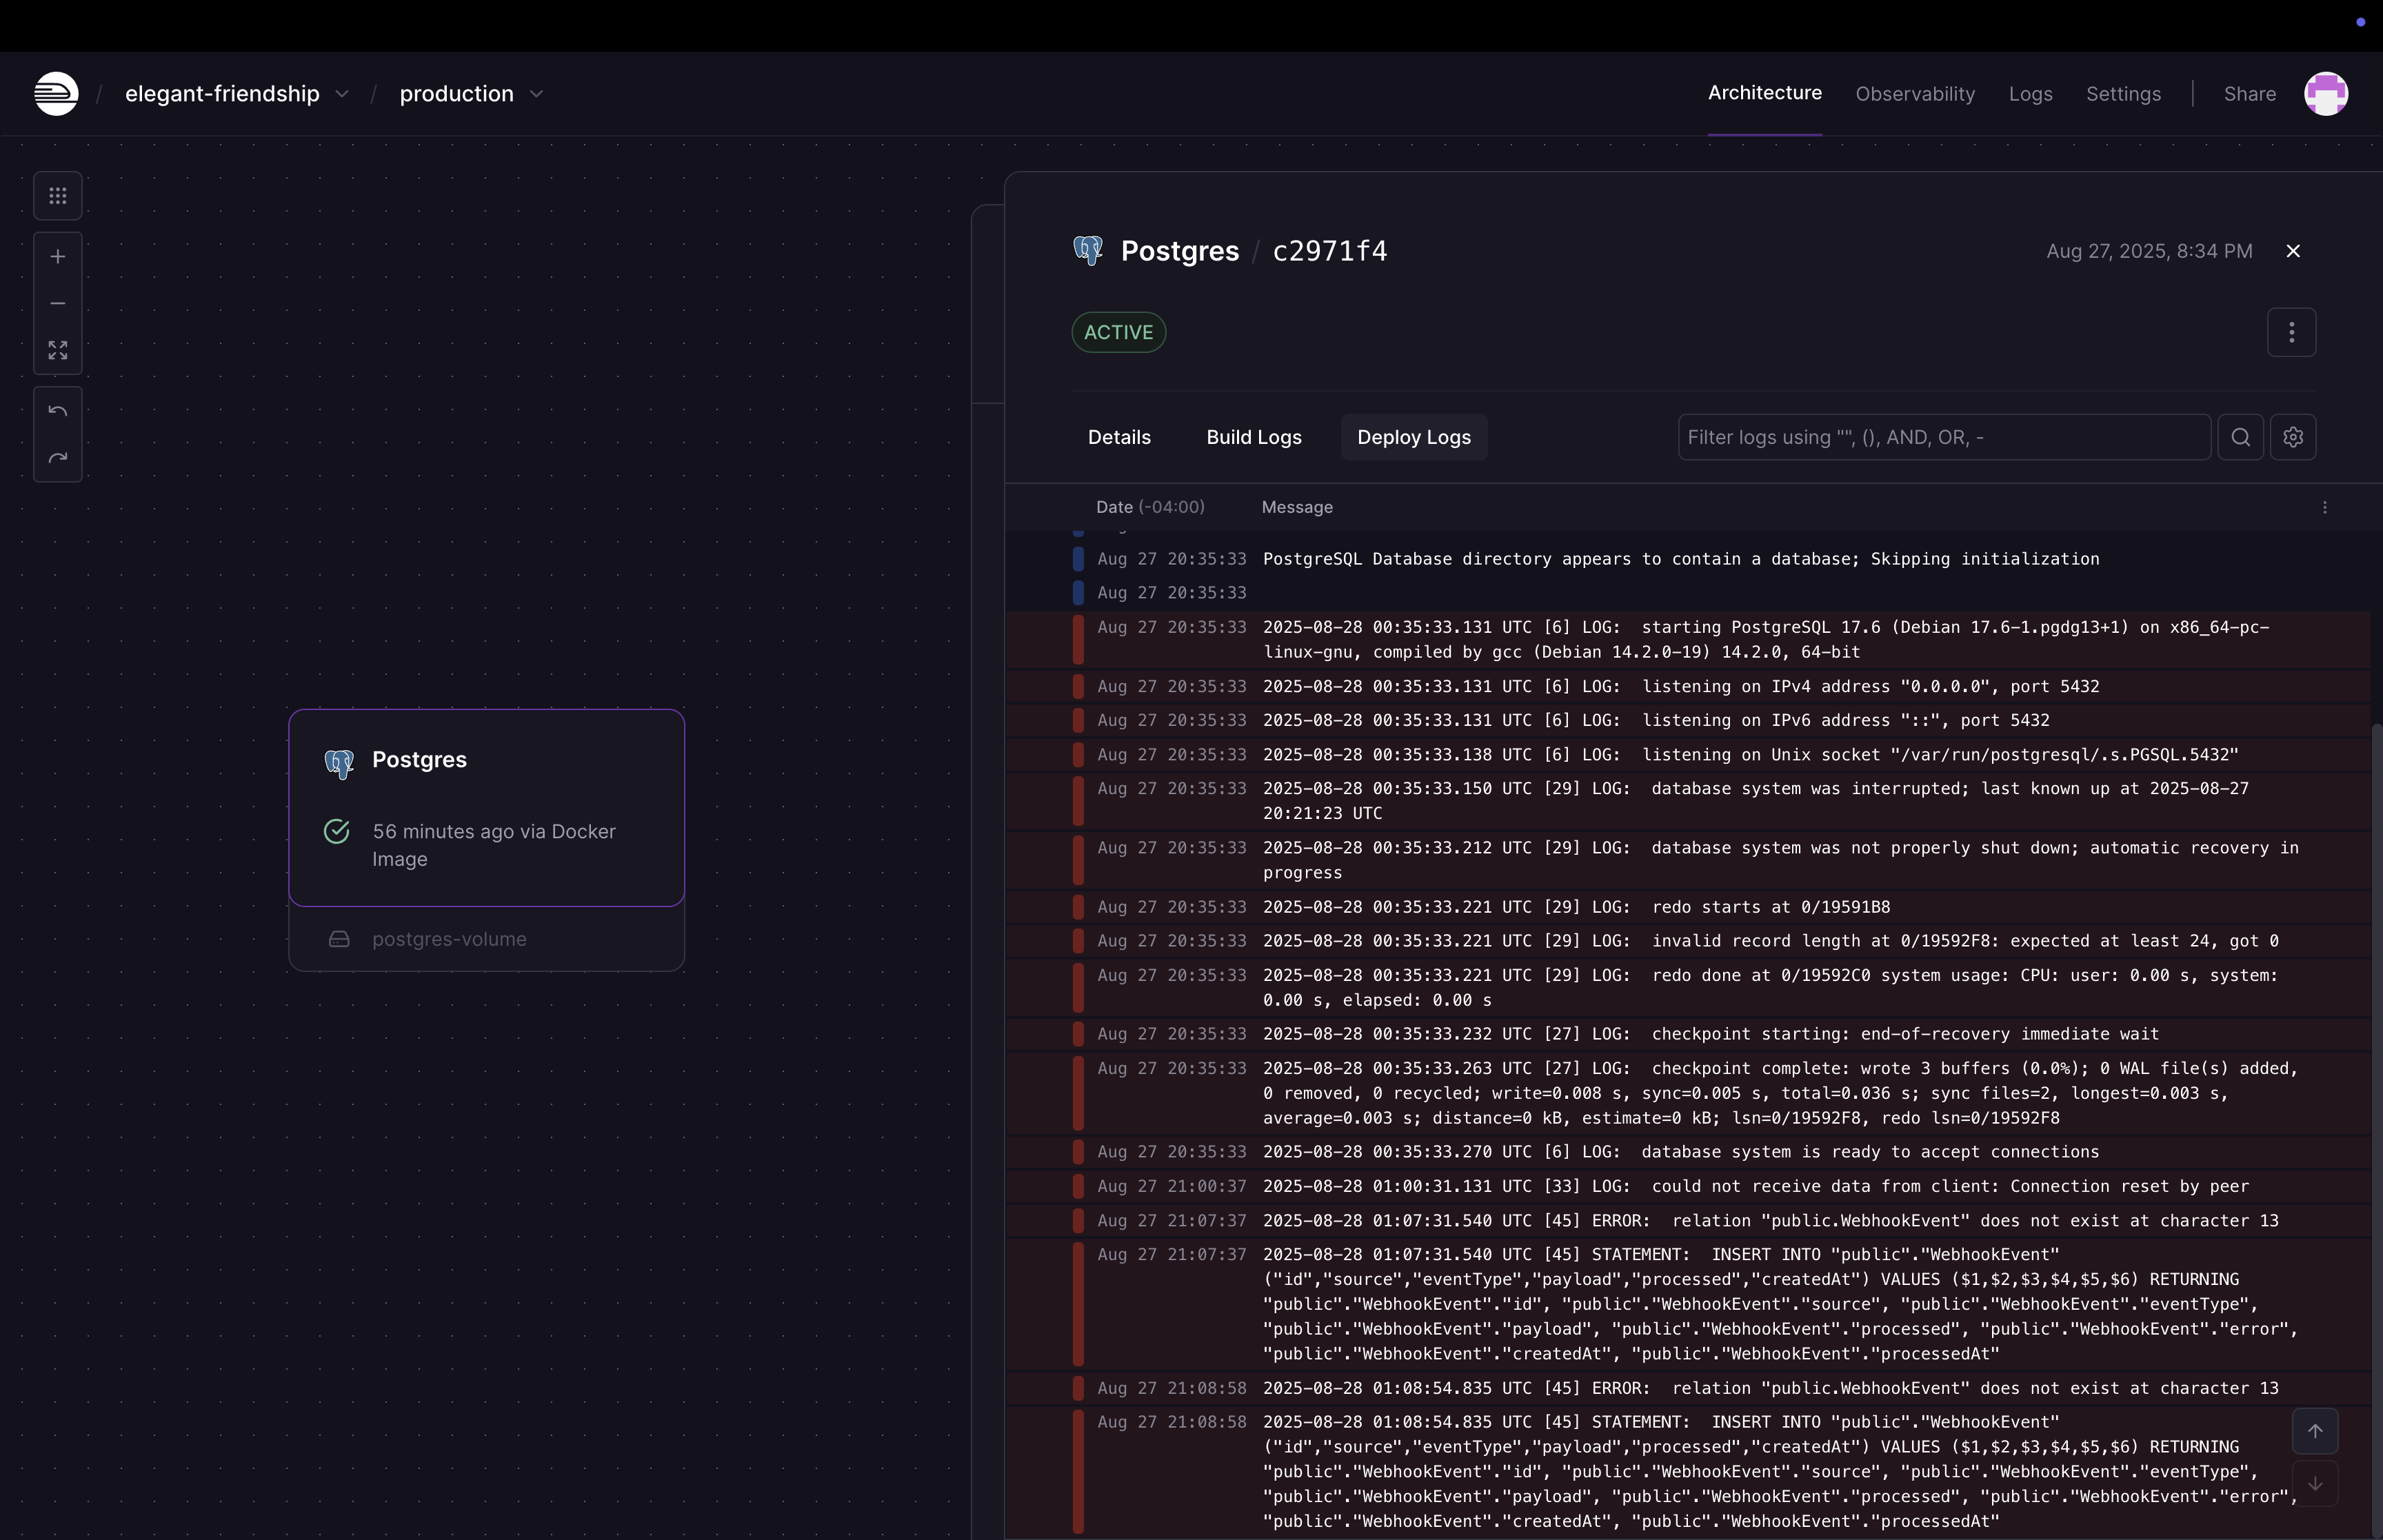 / elegant-friendship / production
Architecture Observability Logs Settings | Share
Postgres / c2971f4
Aug 27, 2025, 8:34 PM
ACTIVE
Details Build Logs Deploy Logs
Filter logs using "", (), AND, OR, -
Date (-04:00) Message
Aug 27 20:35:33 PostgreSQL Database directory appears to contain a database; Skipping initialization
Aug 27 20:35:33
Aug 27 20:35:33 2025-08-28 00:35:33.131 UTC [6] LOG:  starting PostgreSQL 17.6 (Debian 17.6-1.pgdg13+1) on x86_64-pc-
linux-gnu, compiled by gcc (Debian 14.2.0-19) 14.2.0, 64-bit
Aug 27 20:35:33 2025-08-28 00:35:33.131 UTC [6] LOG:  listening on IPv4 address "0.0.0.0", port 5432
Aug 27 20:35:33 2025-08-28 00:35:33.131 UTC [6] LOG:  listening on IPv6 address "::", port 5432
Aug 27 20:35:33 2025-08-28 00:35:33.138 UTC [6] LOG:  listening on Unix socket "/var/run/postgresql/.s.PGSQL.5432"
Aug 27 20:35:33 2025-08-28 00:35:33.150 UTC [29] LOG:  database system was interrupted; last known up at 2025-08-27
20:21:23 UTC
Aug 27 20:35:33 2025-08-28 00:35:33.212 UTC [29] LOG:  database system was not properly shut down; automatic recovery in
progress
Aug 27 20:35:33 2025-08-28 00:35:33.221 UTC [29] LOG:  redo starts at 0/19591B8
Aug 27 20:35:33 2025-08-28 00:35:33.221 UTC [29] LOG:  invalid record length at 0/19592F8: expected at least 24, got 0
Aug 27 20:35:33 2025-08-28 00:35:33.221 UTC [29] LOG:  redo done at 0/19592C0 system usage: CPU: user: 0.00 s, system:
0.00 s, elapsed: 0.00 s
Aug 27 20:35:33 2025-08-28 00:35:33.232 UTC [27] LOG:  checkpoint starting: end-of-recovery immediate wait
Aug 27 20:35:33 2025-08-28 00:35:33.263 UTC [27] LOG:  checkpoint complete: wrote 3 buffers (0.0%); 0 WAL file(s) added,
0 removed, 0 recycled; write=0.008 s, sync=0.005 s, total=0.036 s; sync files=2, longest=0.003 s,
average=0.003 s; distance=0 kB, estimate=0 kB; lsn=0/19592F8, redo lsn=0/19592F8
Aug 27 20:35:33 2025-08-28 00:35:33.270 UTC [6] LOG:  database system is ready to accept connections
Aug 27 21:00:37 2025-08-28 01:00:31.131 UTC [33] LOG:  could not receive data from client: Connection reset by peer
Aug 27 21:07:37 2025-08-28 01:07:31.540 UTC [45] ERROR:  relation "public.WebhookEvent" does not exist at character 13
Aug 27 21:07:37 2025-08-28 01:07:31.540 UTC [45] STATEMENT:  INSERT INTO "public"."WebhookEvent"
("id","source","eventType","payload","processed","createdAt") VALUES ($1,$2,$3,$4,$5,$6) RETURNING
"public"."WebhookEvent"."id", "public"."WebhookEvent"."source", "public"."WebhookEvent"."eventType",
"public"."WebhookEvent"."payload", "public"."WebhookEvent"."processed", "public"."WebhookEvent"."error",
"public"."WebhookEvent"."createdAt", "public"."WebhookEvent"."processedAt"
Aug 27 21:08:58 2025-08-28 01:08:54.835 UTC [45] ERROR:  relation "public.WebhookEvent" does not exist at character 13
Aug 27 21:08:58 2025-08-28 01:08:54.835 UTC [45] STATEMENT:  INSERT INTO "public"."WebhookEvent"
("id","source","eventType","payload","processed","createdAt") VALUES ($1,$2,$3,$4,$5,$6) RETURNING
"public"."WebhookEvent"."id", "public"."WebhookEvent"."source", "public"."WebhookEvent"."eventType",
"public"."WebhookEvent"."payload", "public"."WebhookEvent"."processed", "public"."WebhookEvent"."error",
"public"."WebhookEvent"."createdAt", "public"."WebhookEvent"."processedAt"
Postgres
56 minutes ago via Docker
Image
postgres-volume